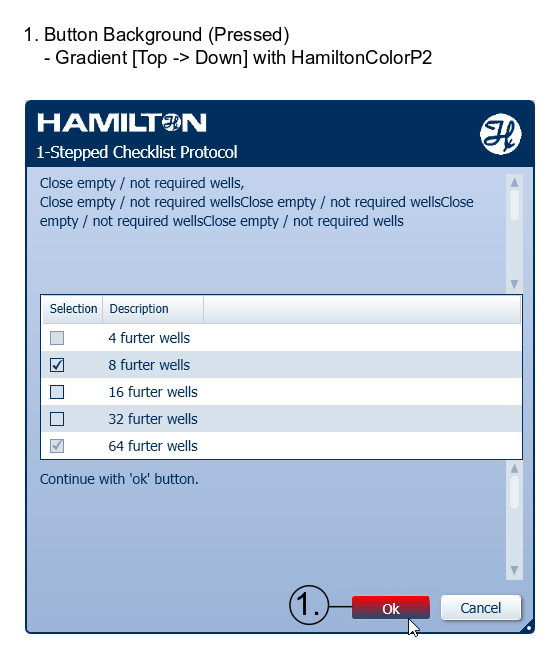 1. Button Background (Pressed)
- Gradient [Top -> Down] with HamiltonColorP2
HAMILTON
1-Stepped Checklist Protocol
Close empty / not required wells,
Close empty / not required wellsClose empty / not required wellsClose
empty / not required wellsClose empty / not required wells
Selection Description
4 furter wells
8 furter wells
16 furter wells
32 furter wells
64 furter wells
Continue with 'ok' button.
1. Ok Cancel